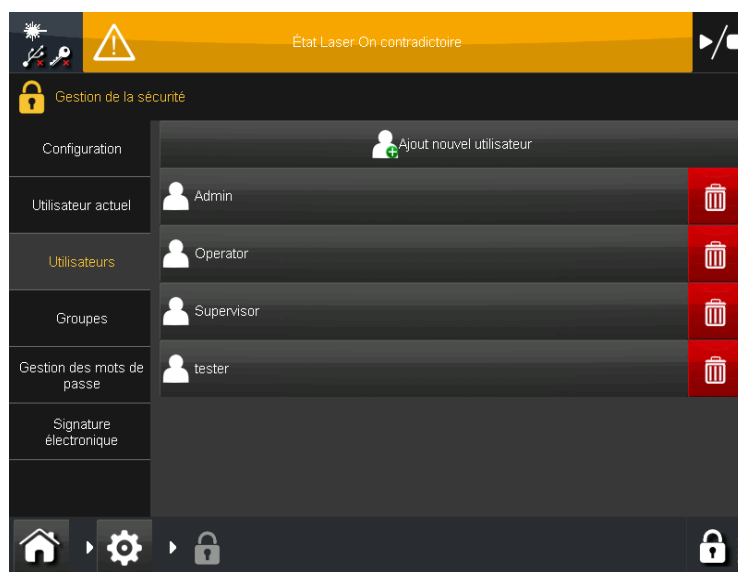 État Laser On contradictoire
Gestion de la sécurité
Configuration
Ajout nouvel utilisateur
Utilisateur actuel
Admin
Utilisateurs
Operator
Groupes
Supervisor
Gestion des mots de
passe
tester
Signature
électronique